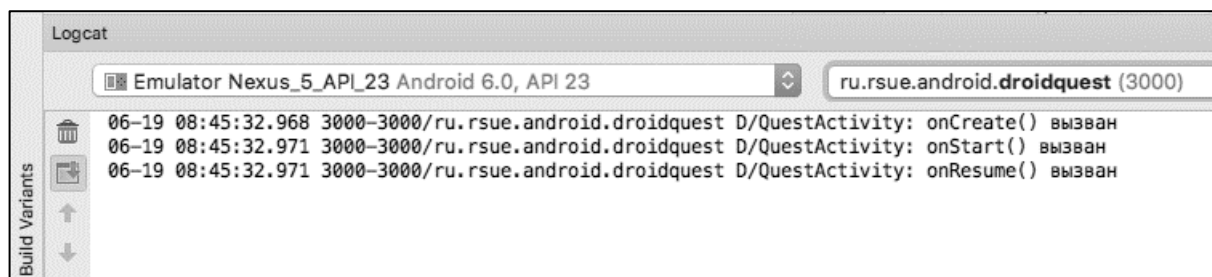 Logcat
Emulator Nexus_5_API_23 Android 6.0, API 23
ru.rsue.android.droidquest (3000)
06-19 08:45:32.968 3000-3000/ru.rsue.android.droidquest D/QuestActivity: onCreate() вызван
06-19 08:45:32.971 3000-3000/ru.rsue.android.droidquest D/QuestActivity: onStart() вызван
06-19 08:45:32.971 3000-3000/ru.rsue.android.droidquest D/QuestActivity: onResume() вызван
Build Variants